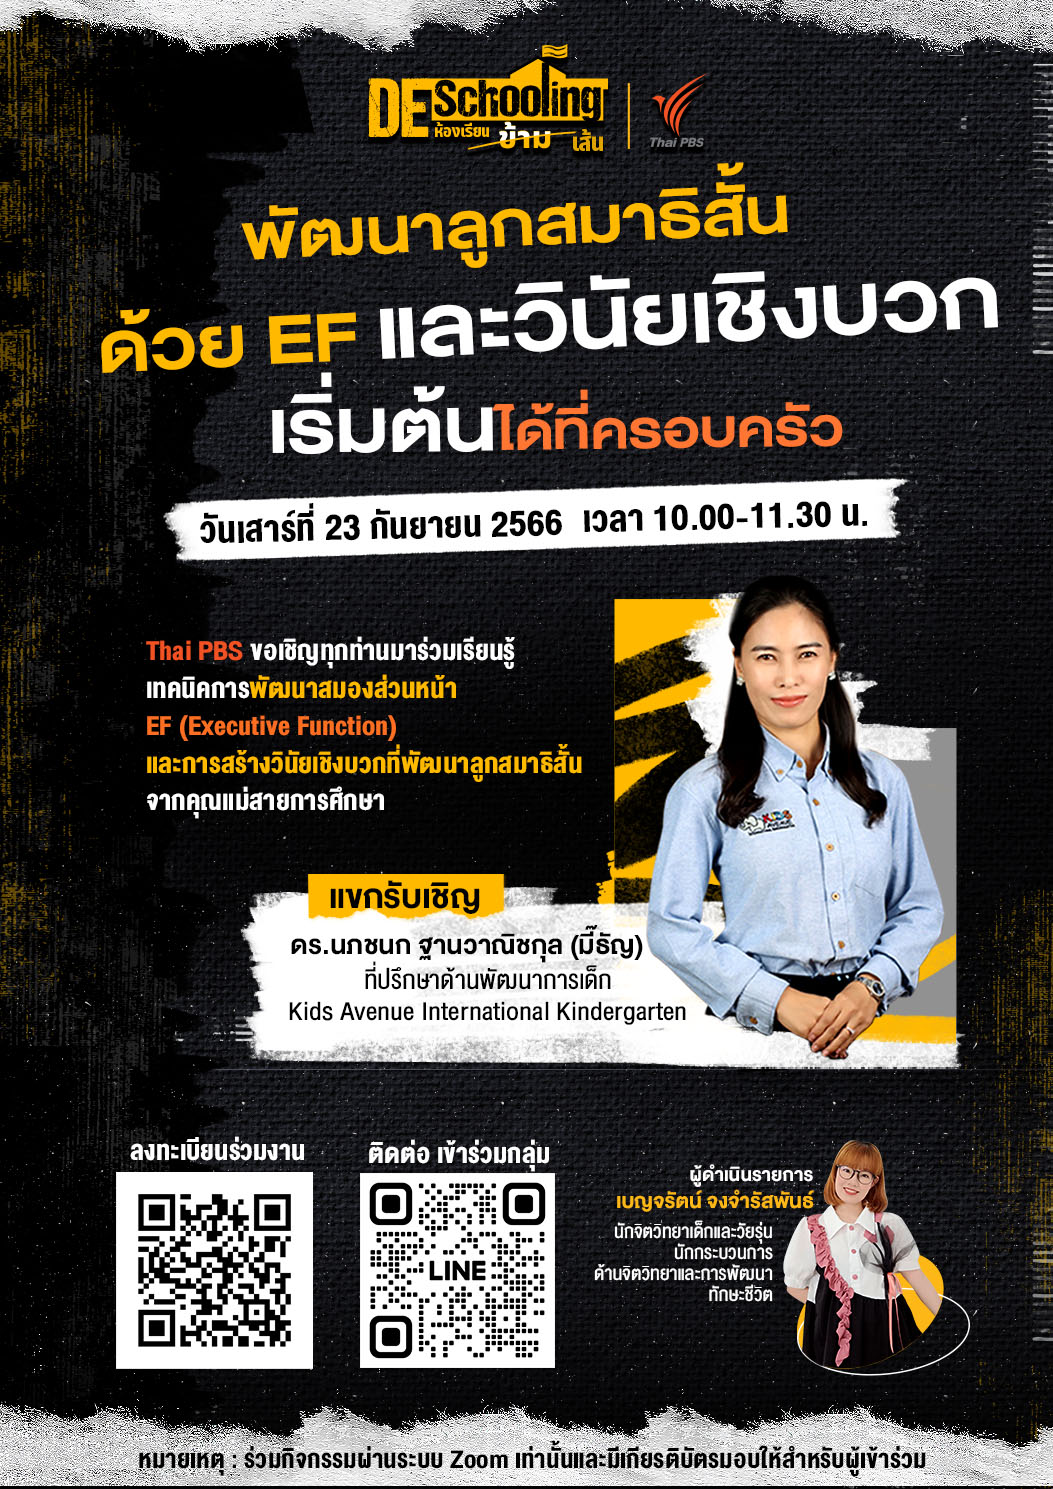 DESchooling
ห้องเรียน ข้าม เส้น
Thai PBS
พัฒนาลูกสมาธิสั้น
ด้วย EF และวินัยเชิงบวก
เริ่มต้นได้ที่ครอบครัว
วันเสาร์ที่ 23 กันยายน 2566 เวลา 10.00-11.30 น.
Thai PBS ขอเชิญทุกท่านมาร่วมเรียนรู้
เทคนิคการพัฒนาสมองส่วนหน้า
EF (Executive Function)
และการสร้างวินัยเชิงบวกที่พัฒนาลูกสมาธิสั้น
จากคุณแม่สายการศึกษา
KIDS
แขกรับเชิญ
ดร.นภชนก ฐานวาณิชกุล (มี๊ธัญ)
ที่ปรึกษาด้านพัฒนาการเด็ก
Kids Avenue International Kindergarten
ลงทะเบียนร่วมงาน
ติดต่อ เข้าร่วมกลุ่ม
LINE
ผู้ดำเนินรายการ
เบญจรัตน์ จงจำรัสพันธ์
นักจิตวิทยาเด็กและวัยรุ่น
นักกระบวนการ
ด้านจิตวิทยาและการพัฒนา
ทักษะชีวิต
หมายเหตุ : ร่วมกิจกรรมผ่านระบบ Zoom เท่านั้นและมีเกียรติบัตรมอบให้สำหรับผู้เข้าร่วม